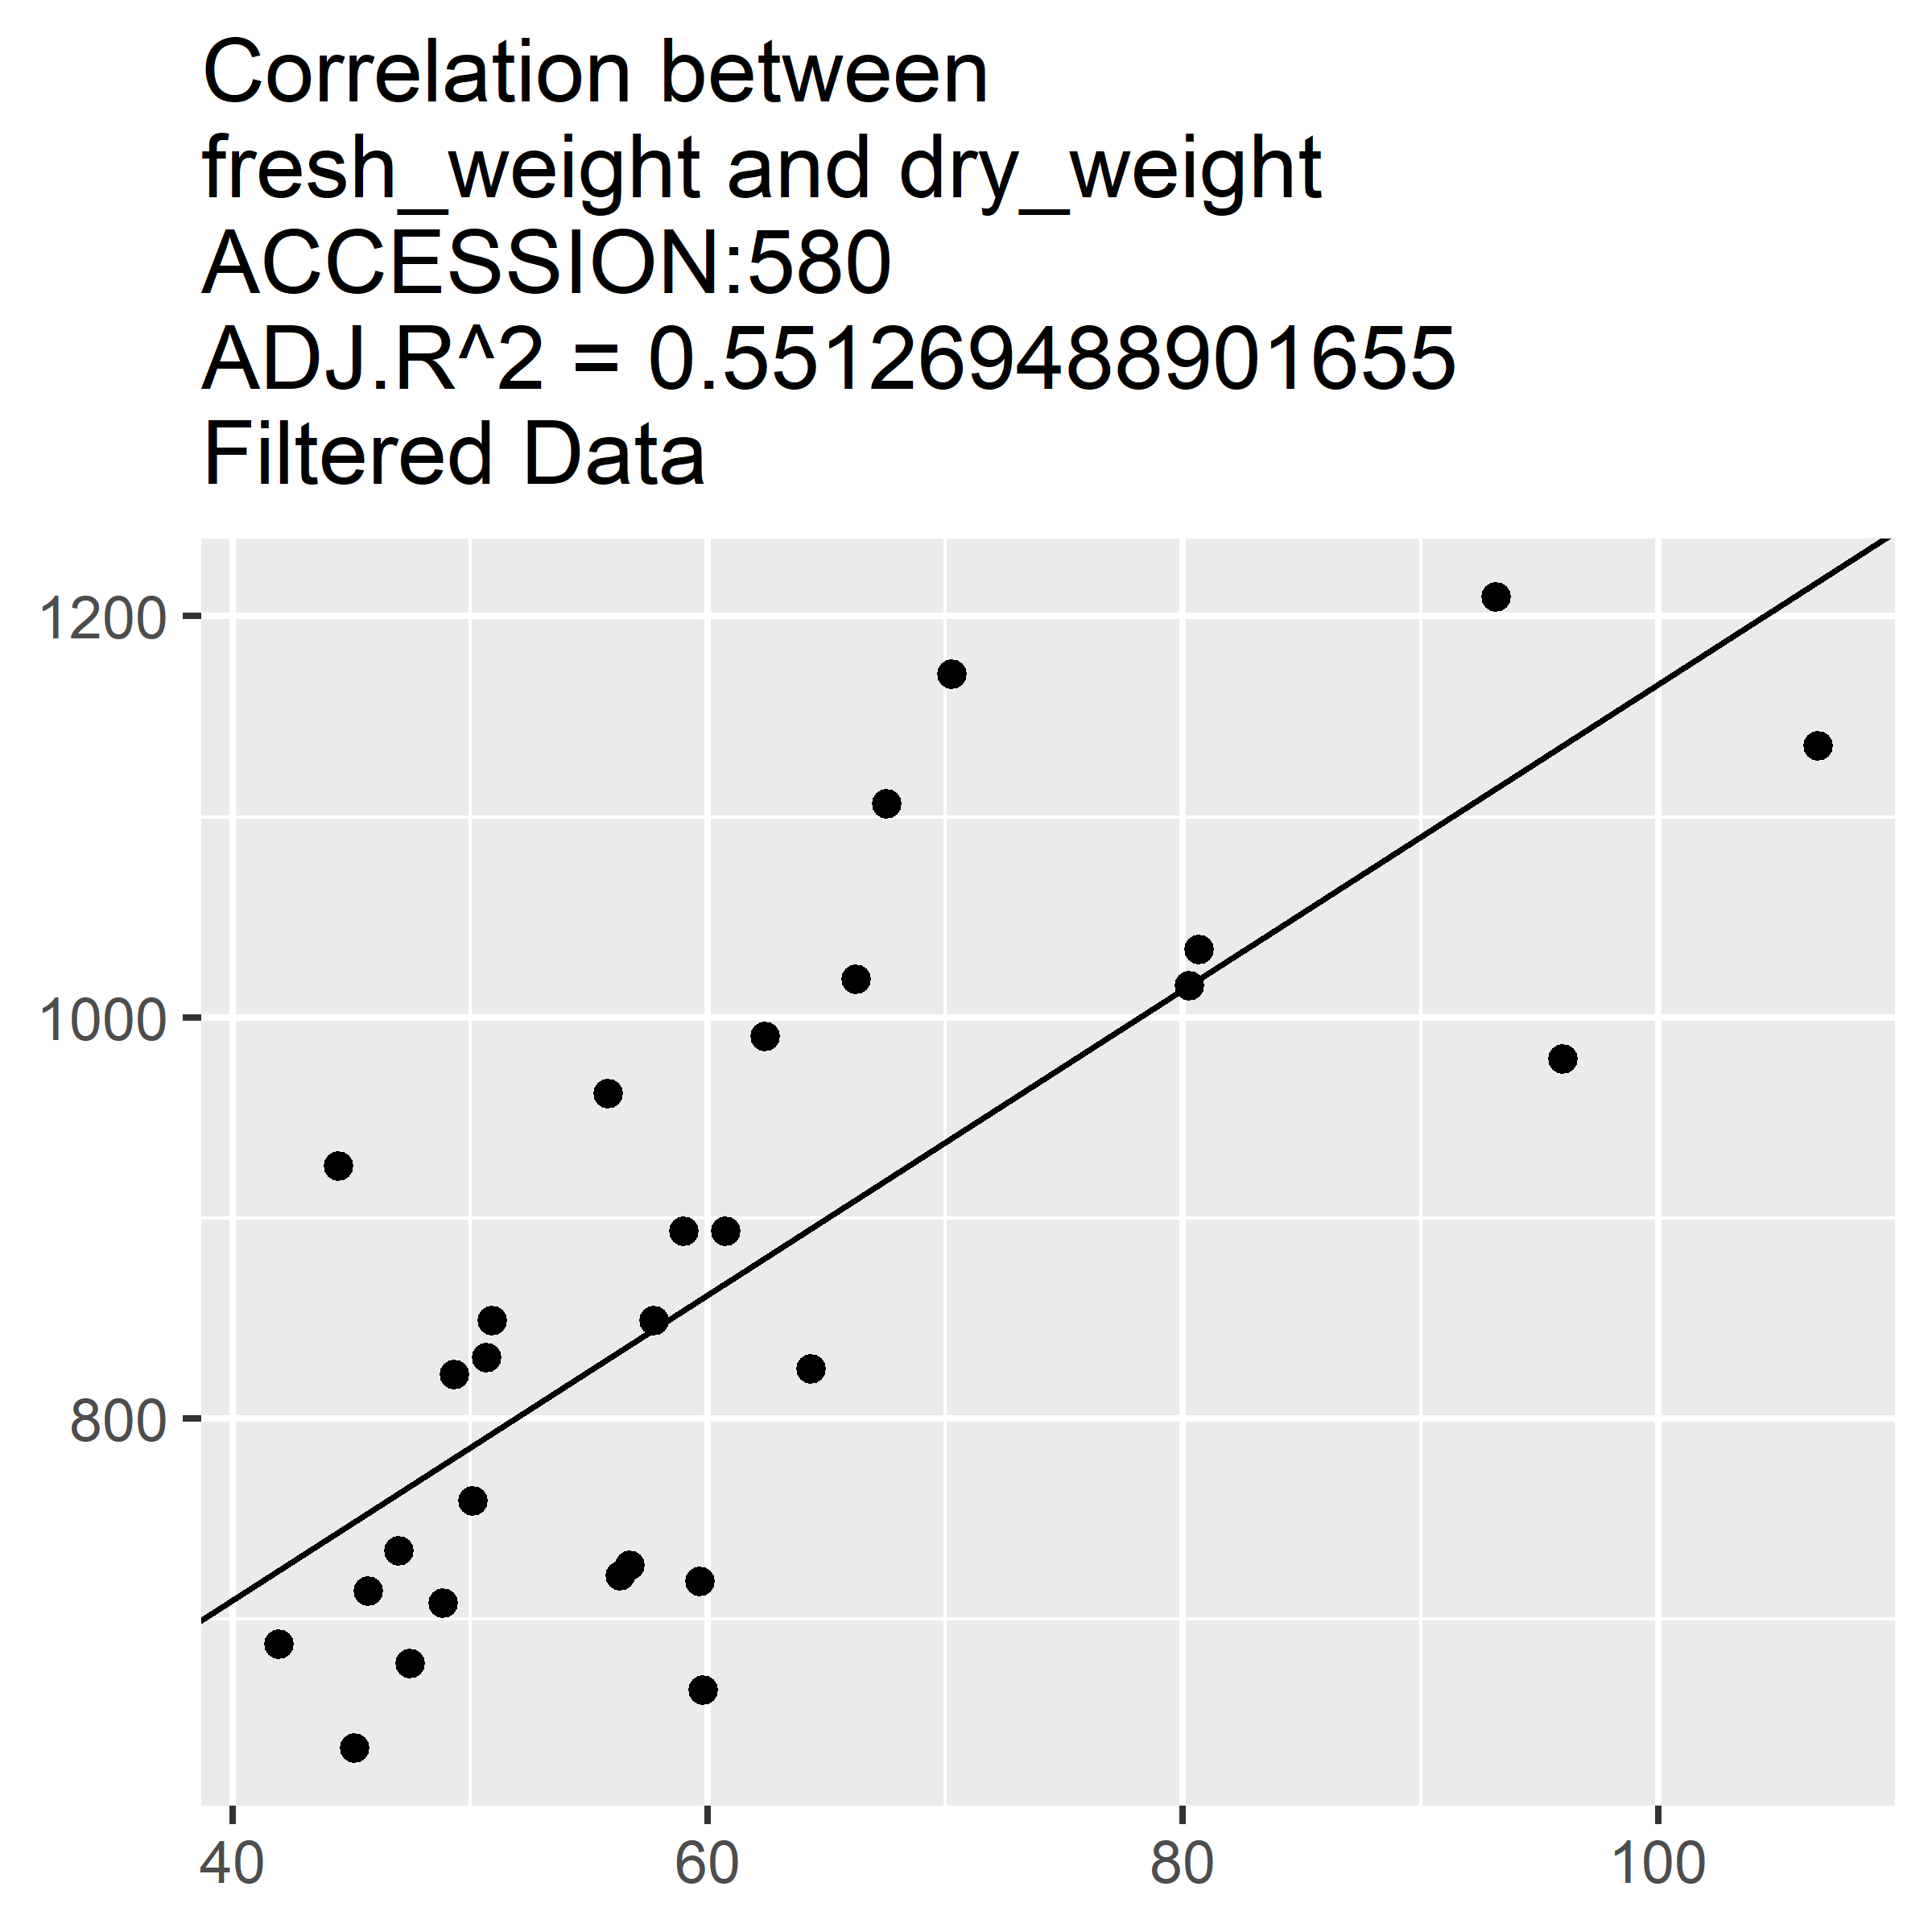 Correlation between
fresh_weight and dry_weight
ACCESSION:580
ADJ.R^2 = 0.551269488901655
Filtered Data
1200
1000
800
40 60 80 100